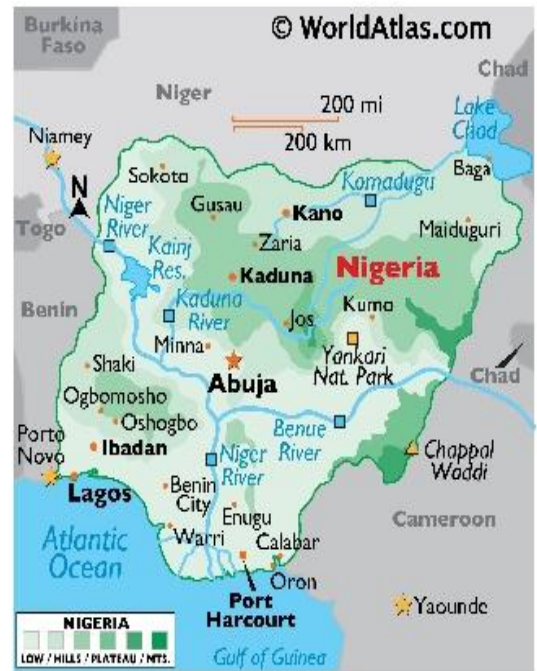 Burkina
Faso
© WorldAtlas.com
Chad
Niger
200 mi
200 km
Lake
Chad
Niamey
N
Sokoto
Baga
Komadugu
Niger
River
Gusau
Kano
Togo
Zaria
Maiduguri
Kainj
Res.
Kaduna
Nigeria
Benin
Kaduna
River
Jos
Kumo
Minna
Yankari
Nat. Park
Shaki
Abuja
Chad
Ogbomosho
Oshogbo
Benue
River
Porto
Novo
Ibadan
Niger
River
Chappal
Waddi
Lagos
Benin
City
Enugu
Cameroon
Atlantic
Ocean
Warri
Calabar
Oron
Port
Harcourt
Yaounde
NIGERIA
LOW / HILLS / PLATEAU / MTS.
Gulf of Guinea